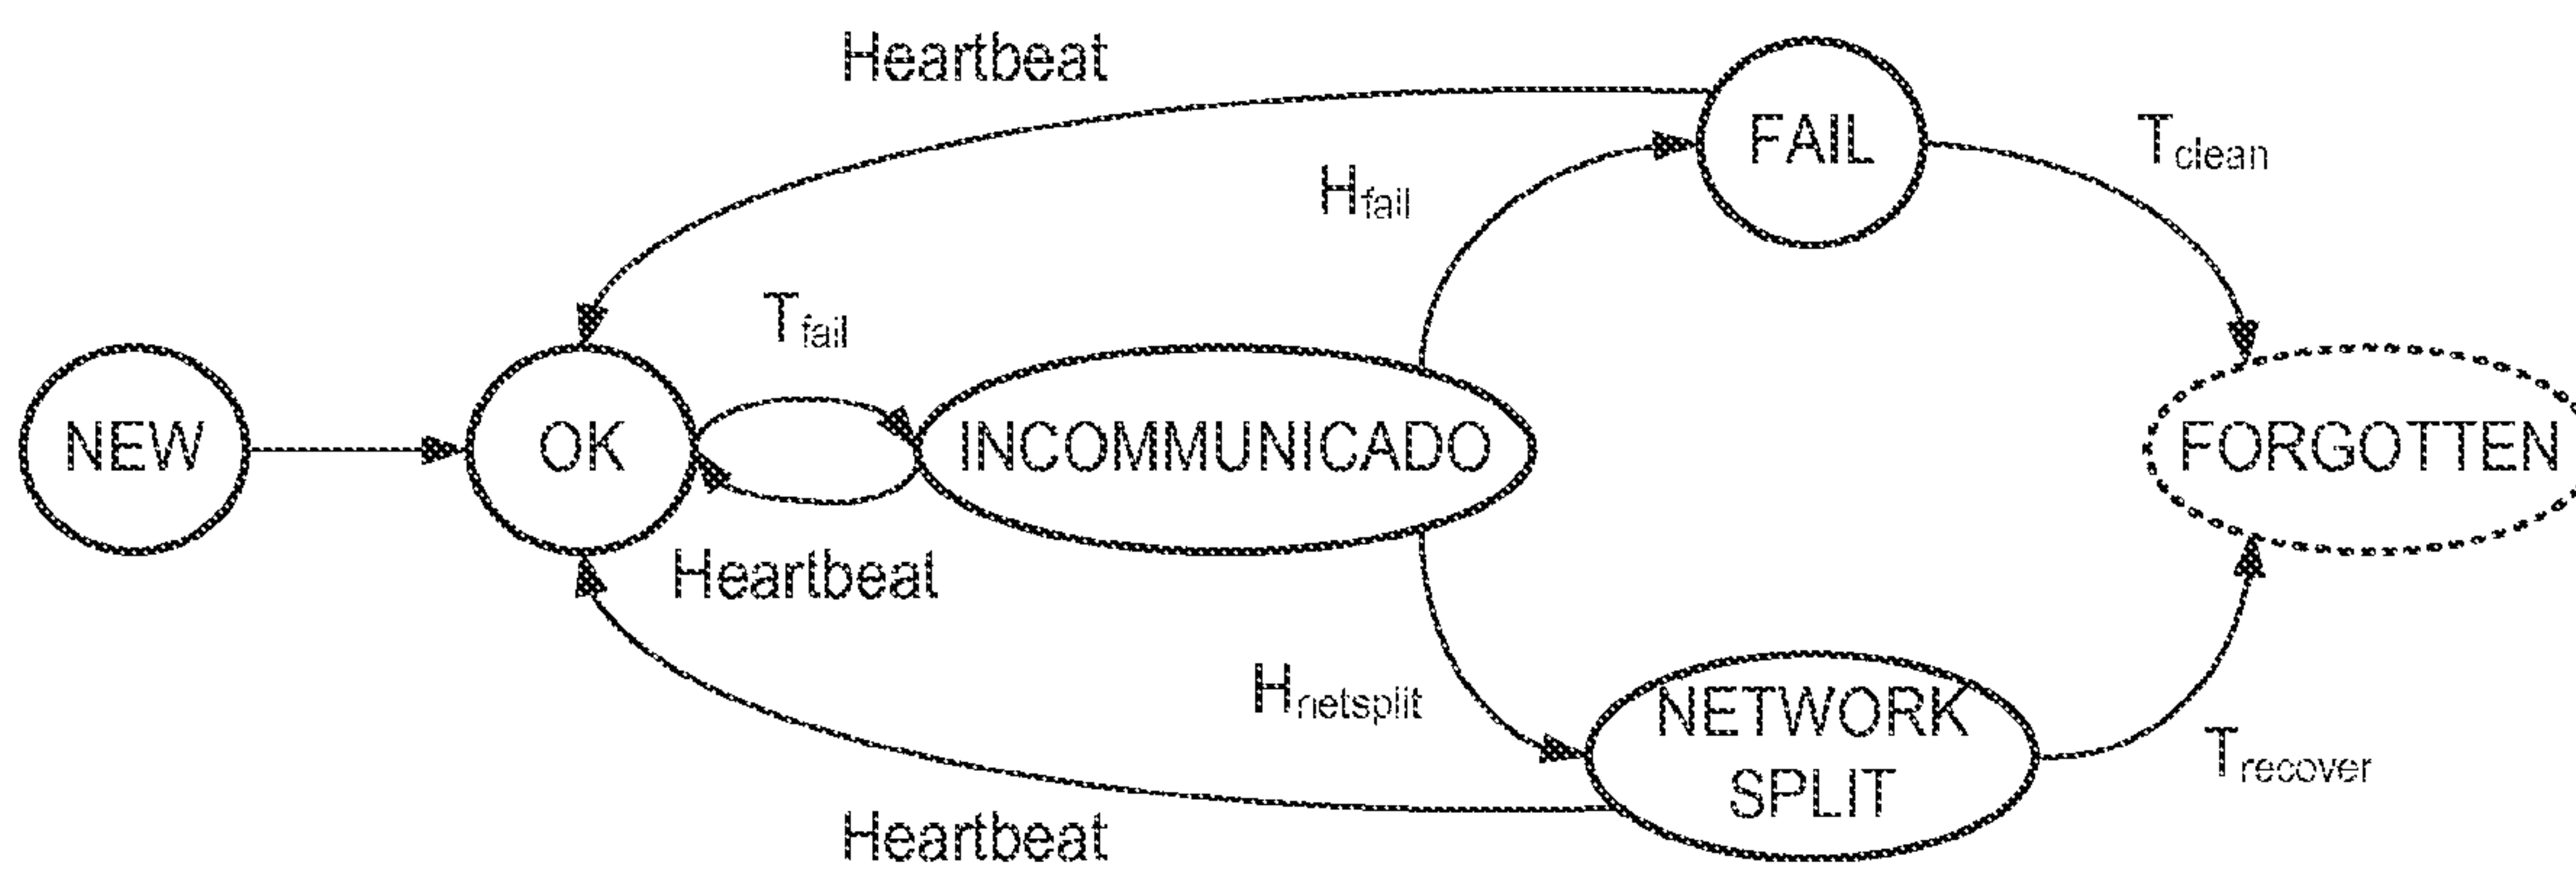 Heartbeat
FAIL
Tclean
Hfail
Tfail
NEW
OK
INCOMMUNICADO
FORGOTTEN
Heartbeat
Hnetsplit
NETWORK
SPLIT
Trecover
Heartbeat